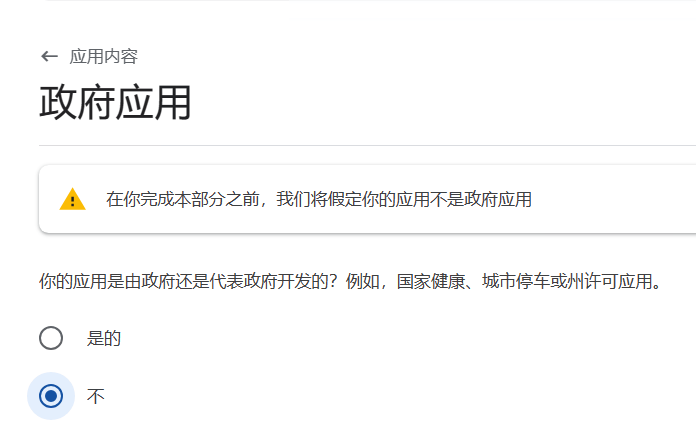 ← 应用内容
政府应用
在你完成本部分之前，我们将假定你的应用不是政府应用
你的应用是由政府还是代表政府开发的？例如，国家健康、城市停车或州许可应用。
是的
不